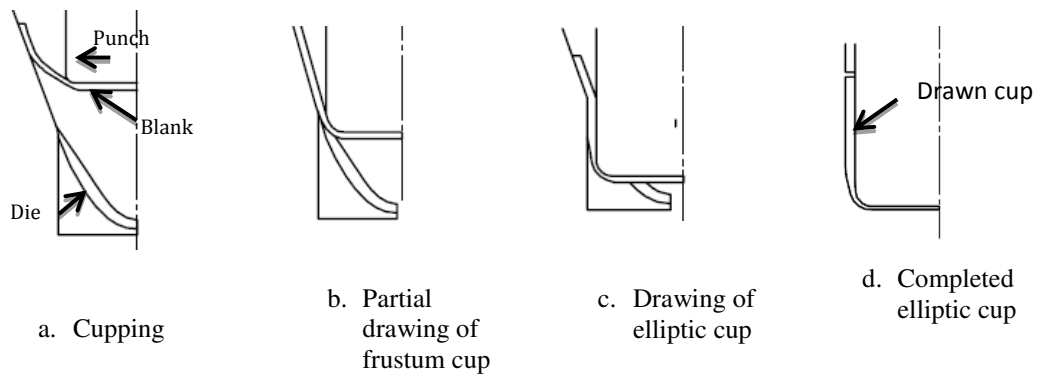 Punch
Blank
Die
Drawn cup
a. Cupping
b. Partial
drawing of
frustum cup
c. Drawing of
elliptic cup
d. Completed
elliptic cup